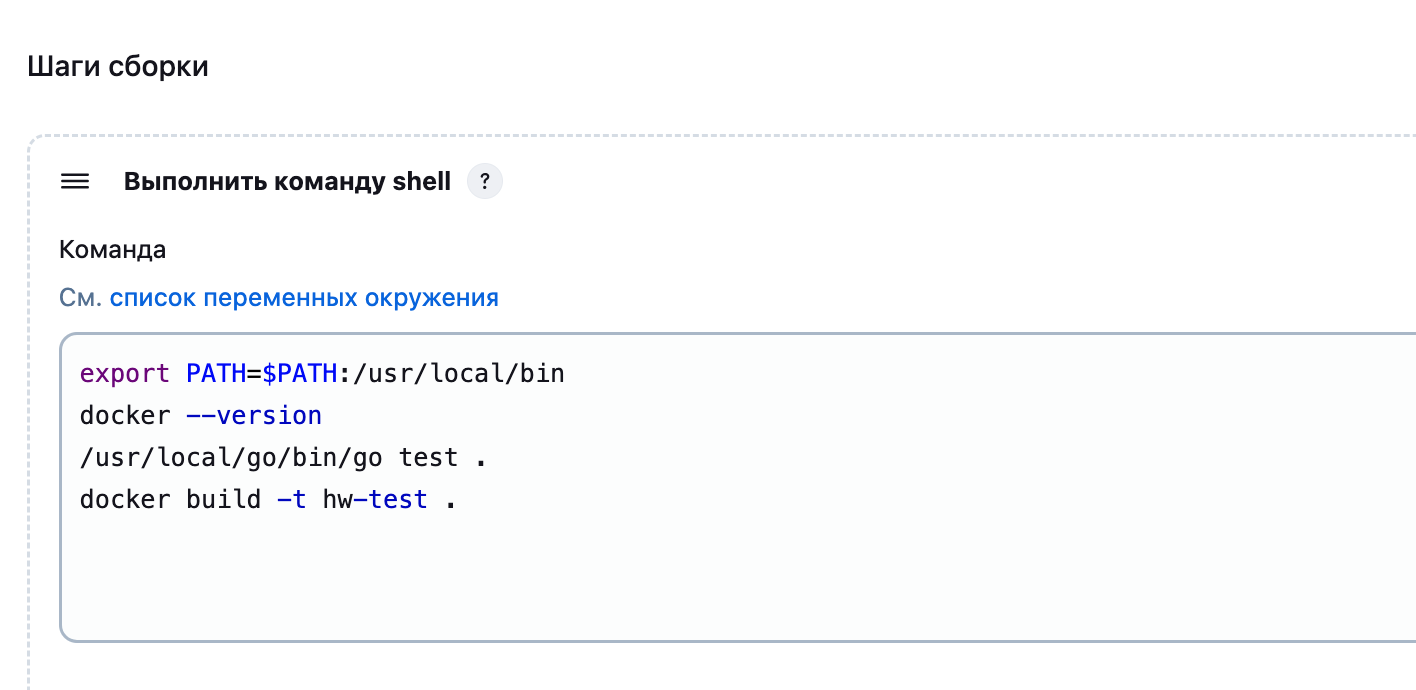 Шаги сборки
Выполнить команду shell ?
Команда
См. список переменных окружения
export PATH=$PATH:/usr/local/bin
docker --version
/usr/local/go/bin/go test .
docker build -t hw-test .